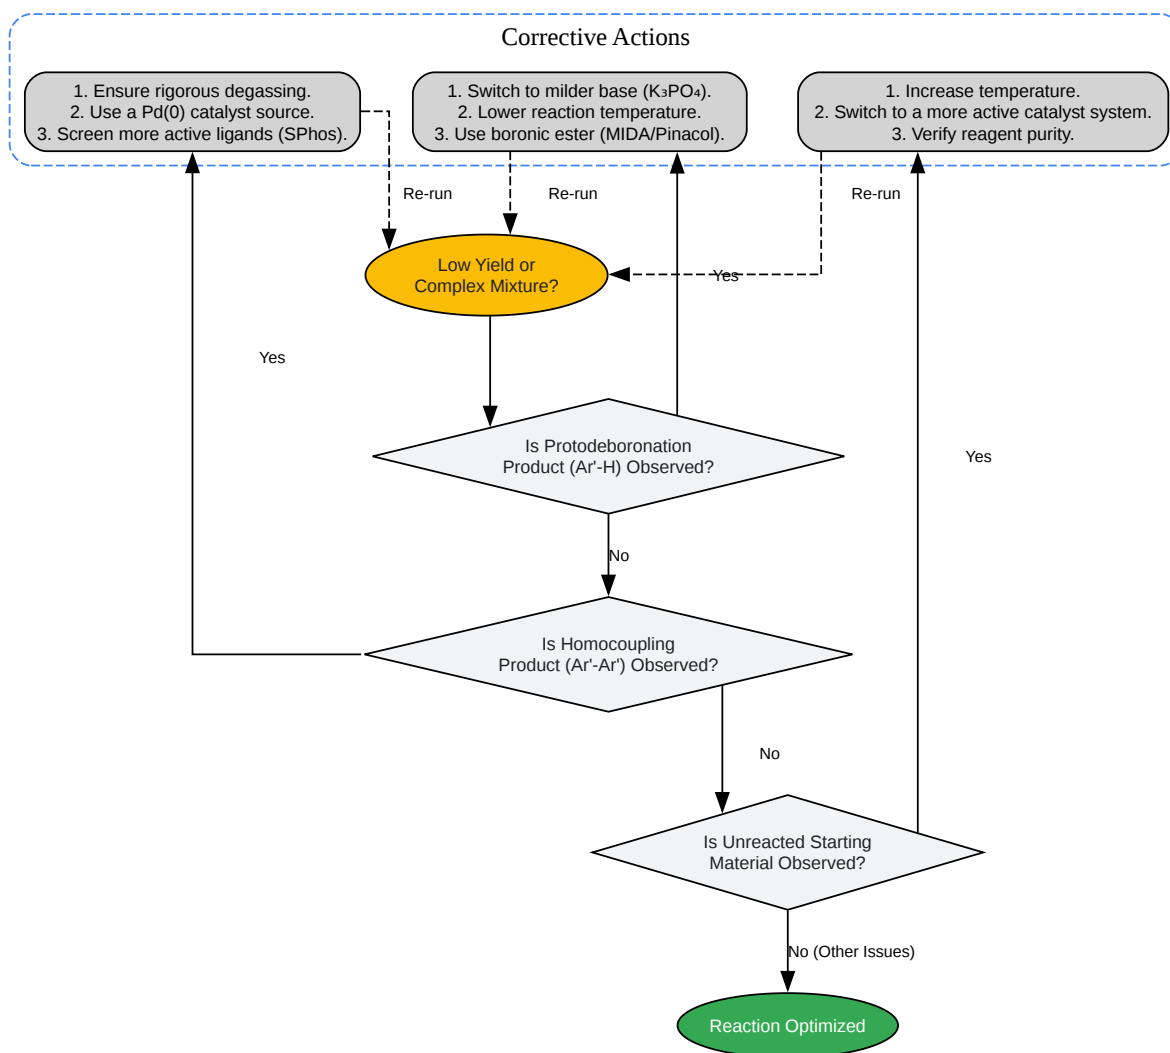 Corrective Actions
1. Ensure rigorous degassing.
2. Use a Pd(0) catalyst source.
3. Screen more active ligands (SPhos).
1. Switch to milder base (K₃PO₄).
2. Lower reaction temperature.
3. Use boronic ester (MIDA/Pinacol).
1. Increase temperature.
2. Switch to a more active catalyst system.
3. Verify reagent purity.
Re-run
Re-run
Re-run
Low Yield or
Complex Mixture?
Yes
Yes
Is Protodeboronation
Product (Ar'-H) Observed?
Yes
No
Is Homocoupling
Product (Ar'-Ar') Observed?
No
Is Unreacted Starting
Material Observed?
No (Other Issues)
Reaction Optimized